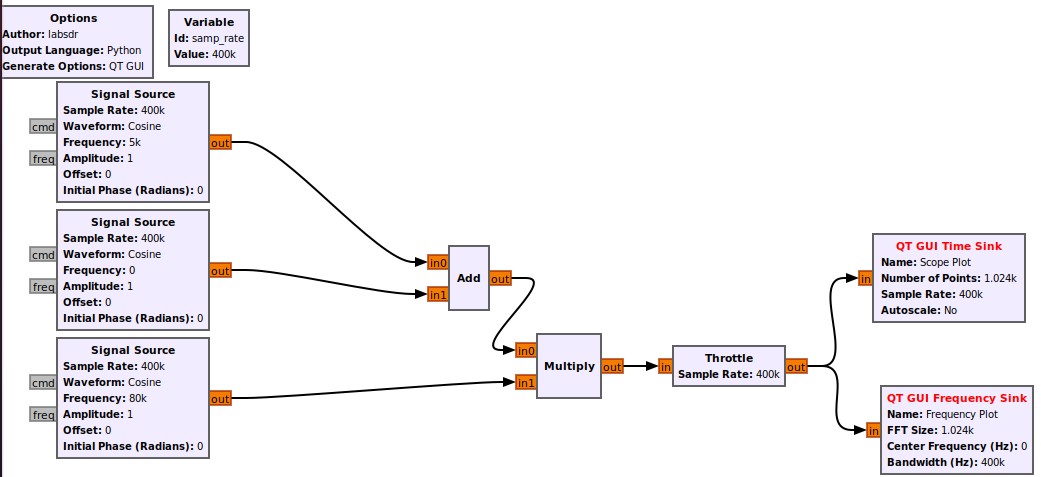 Options
Author: labsdr
Output Language: Python
Generate Options: QT GUI
Variable
Id: samp_rate
Value: 400k
Signal Source
Sample Rate: 400k
Waveform: Cosine
Frequency: 5k
Amplitude: 1
Offset: 0
Initial Phase (Radians): 0
cmd
freq
out
Signal Source
Sample Rate: 400k
Waveform: Cosine
Frequency: 0
Amplitude: 1
Offset: 0
Initial Phase (Radians): 0
cmd
freq
out
Signal Source
Sample Rate: 400k
Waveform: Cosine
Frequency: 80k
Amplitude: 1
Offset: 0
Initial Phase (Radians): 0
cmd
freq
out
in0
in1
Add
out
in0
in1
Multiply
out
in
Throttle
Sample Rate: 400k
out
in
QT GUI Time Sink
Name: Scope Plot
Number of Points: 1.024k
Sample Rate: 400k
Autoscale: No
in
QT GUI Frequency Sink
Name: Frequency Plot
FFT Size: 1.024k
Center Frequency (Hz): 0
Bandwidth (Hz): 400k